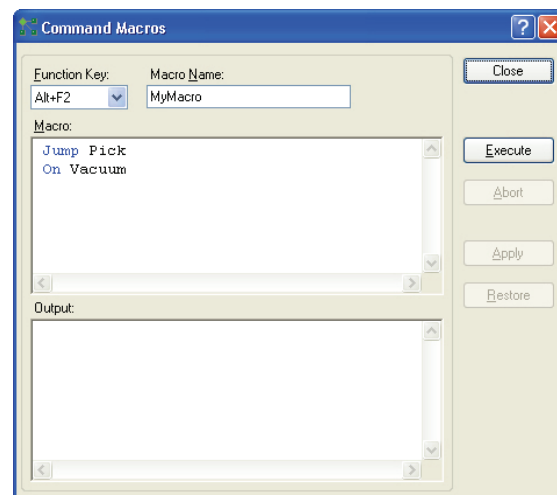 Command Macros
Function Key: Macro Name: Close
Alt+F2 MyMacro
Macro:
Jump Pick
On Vacuum
Execute
Abort
Apply
Restore
Output: